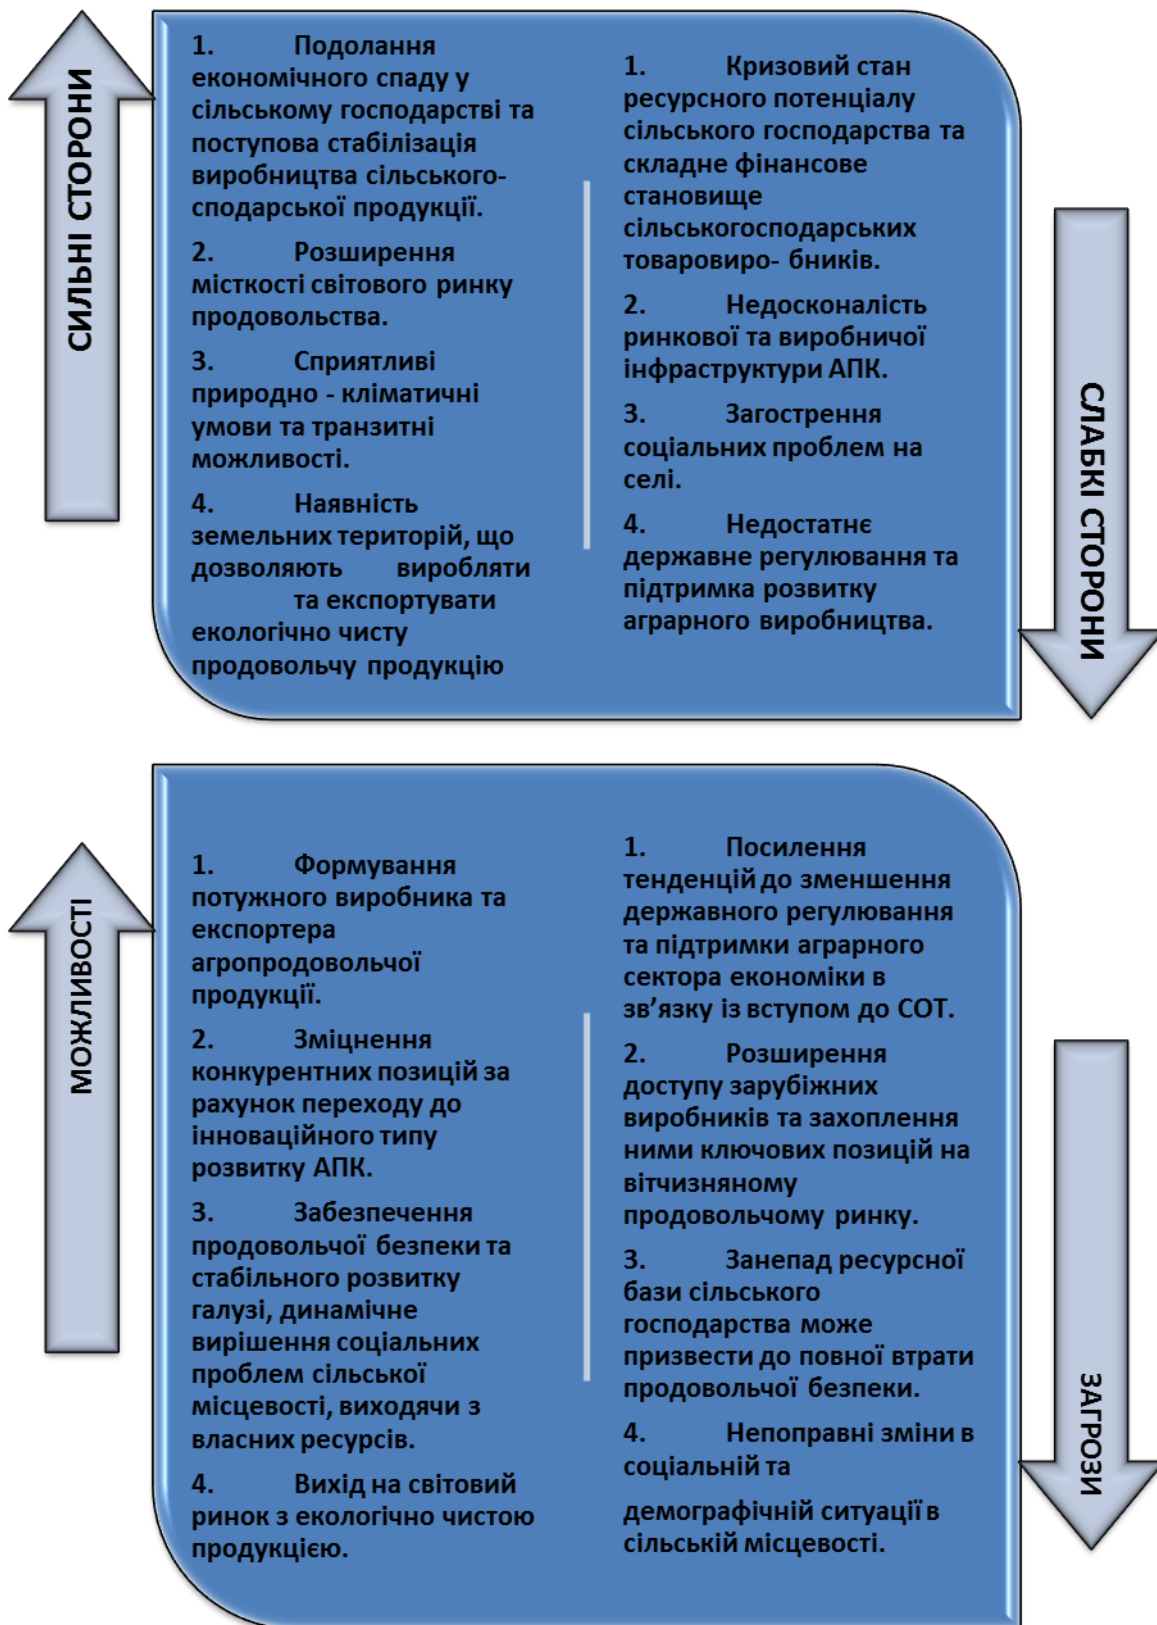 СИЛЬНІ СТОРОНИ
1. Подолання
економічного спаду у
сільському господарстві та
поступова стабілізація
виробництва сільського-
сподарської продукції.
2. Розширення
місткості світового ринку
продовольства.
3. Сприятливі
природно - кліматичні
умови та транзитні
можливості.
4. Наявність
земельних територій, що
дозволяють виробляти
та експортувати
екологічно чисту
продовольчу продукцію
1. Кризовий стан
ресурсного потенціалу
сільського господарства та
складне фінансове
становище
сількогосподарських
товаровиро- бників.
2. Недосконалість
ринкової та виробничої
інфраструктури АПК.
3. Загострення
соціальних проблем на
селі.
4. Недостатнє
державне регулювання та
підтримка розвитку
аграрного виробництва.
СЛАБКІ СТОРОНИ
МОЖЛИВОСТІ
1. Формування
потужного виробника та
експортера
агропродовольчої
продукції.
2. Зміцнення
конкурентних позицій за
рахунок переходу до
інноваційного типу
розвитку АПК.
3. Забезпечення
продовольчої безпеки та
стабільного розвитку
галузі, динамічне
вирішення соціальних
проблем сільської
місцевості, виходячи з
власних ресурсів.
4. Вихід на світовий
ринок з екологічно чистою
продукцією.
1. Посилення
тенденцій до зменшення
державного регулювання
та підтримки аграрного
сектора економіки в
зв’язку із вступом до СОТ.
2. Розширення
доступу зарубіжних
виробників та захоплення
ними ключових позицій на
вітчизняному
продовольчому ринку.
3. Занепад ресурсної
бази сільського
господарства може
призвести до повної втрати
продовольчої безпеки.
4. Непоправні зміни в
соціальній та
демографічній ситуації в
сільській місцевості.
ЗАГРОЗИ